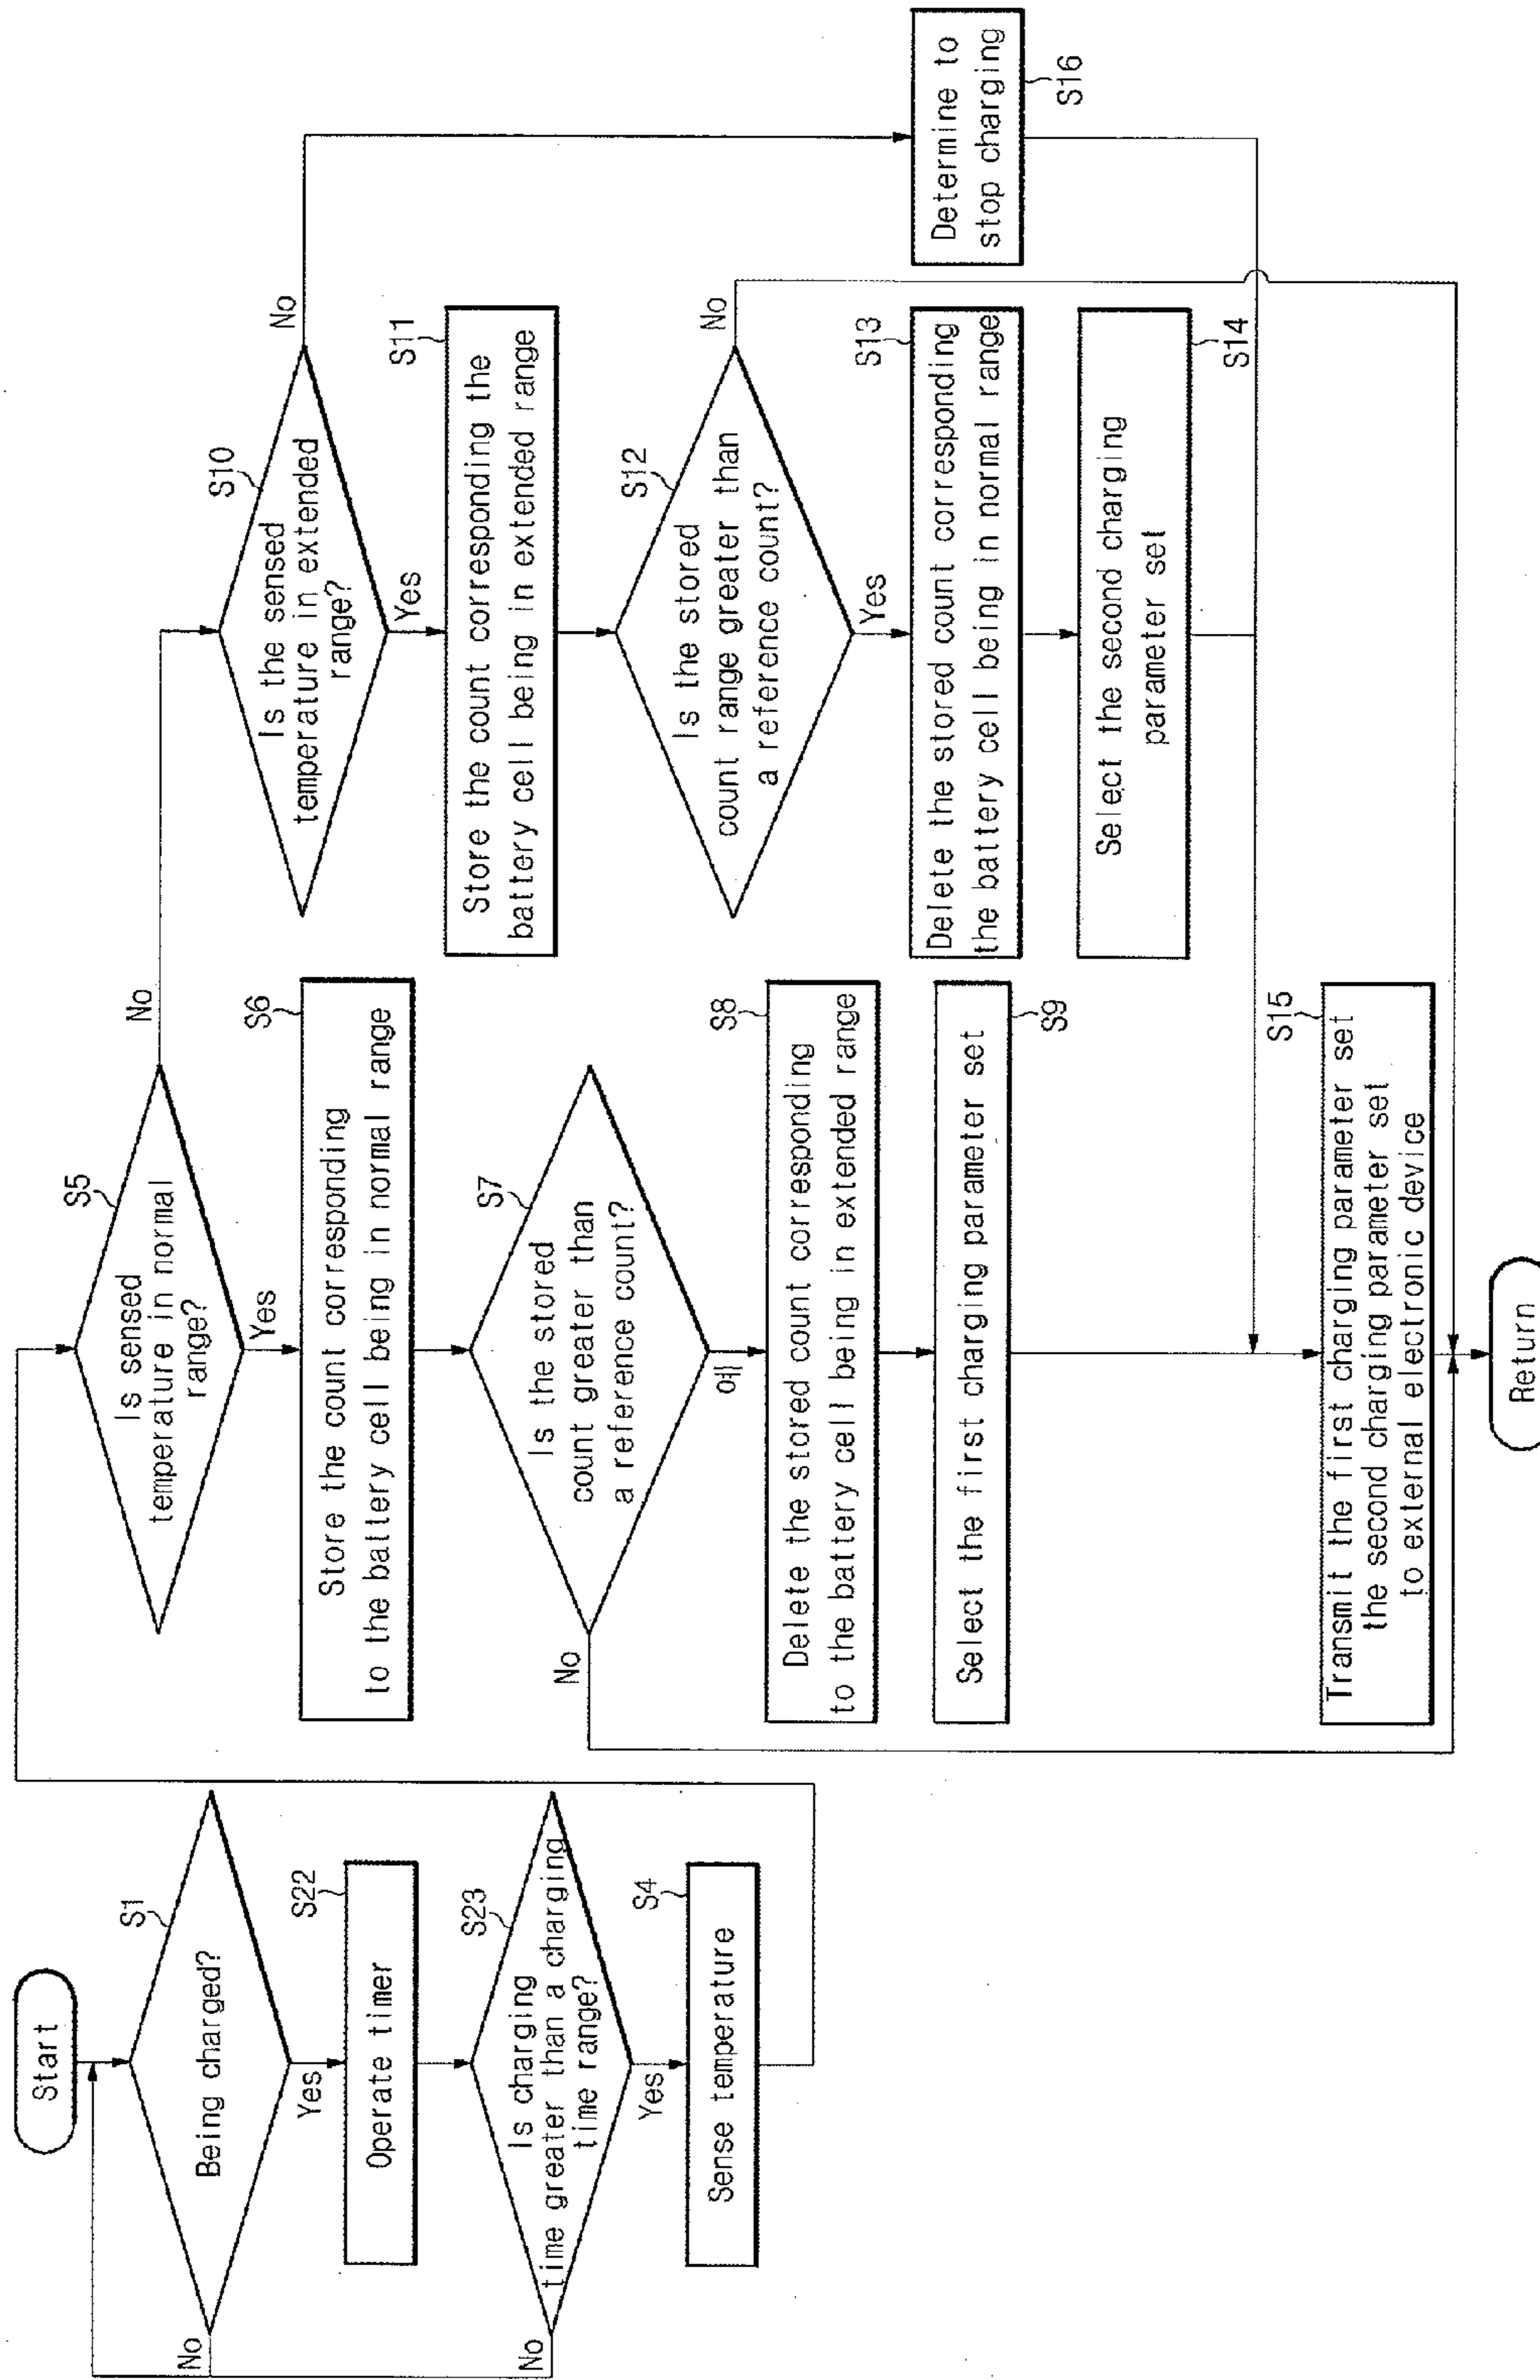 Start
S1
Being charged?
No
Yes
S22
Operate timer
S23
Is charging
time greater than a charging
time range?
No
Yes
S4
Sense temperature
S5
Is sensed
temperature in normal
range?
No
Yes
S6
Store the count corresponding
to the battery cell being in normal range
S7
Is the stored
count greater than
a reference count?
No
예
S8
Delete the stored count corresponding
to the battery cell being in extended range
S9
Select the first charging parameter set
S10
Is the sensed
temperature in extended
range?
No
Yes
S11
Store the count corresponding the
battery cell being in extended range
S12
Is the stored
count range greater than
a reference count?
No
Yes
S13
Delete the stored count corresponding
the battery cell being in normal range
S14
Select the second charging
parameter set
Determine to
stop charging
S16
S15
Transmit the first charging parameter set
the second charging parameter set
to external electronic device
Return